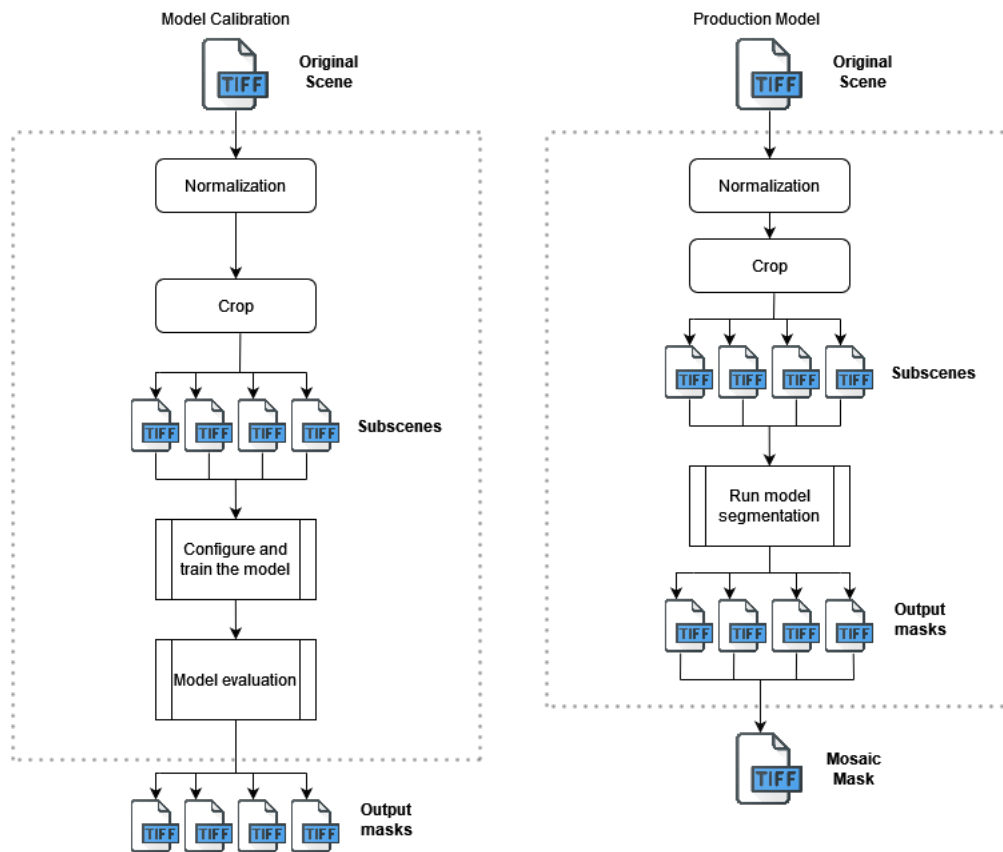 Model Calibration
TIFF
Original
Scene
Normalization
Crop
TIFF
TIFF
TIFF
TIFF
Subscenes
Configure and
train the model
Model evaluation
TIFF
TIFF
TIFF
TIFF
Output
masks
Production Model
TIFF
Original
Scene
Normalization
Crop
TIFF
TIFF
TIFF
TIFF
Subscenes
Run model
segmentation
TIFF
TIFF
TIFF
TIFF
Output
masks
TIFF
Mosaic
Mask